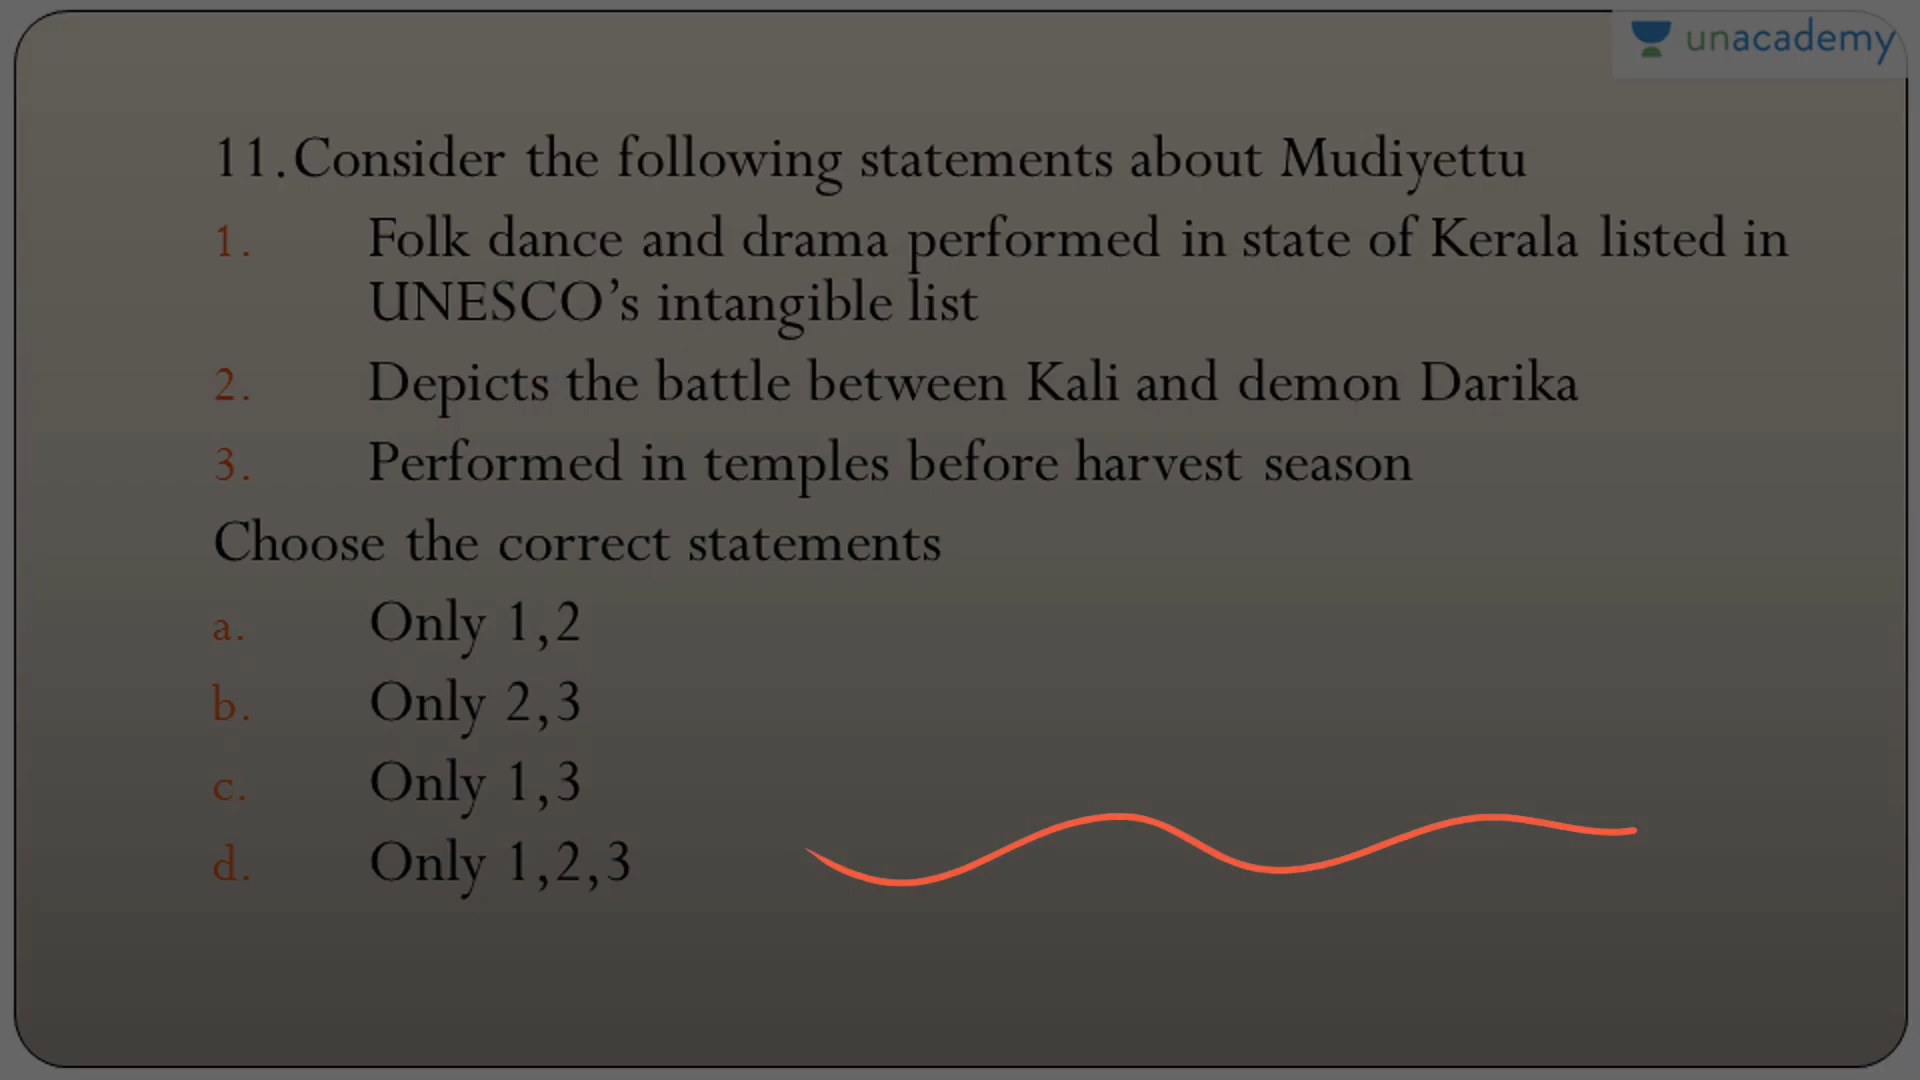 unacademy
11.Consider the following statements about Mudiyettu
1. Folk dance and drama performed in state of Kerala listed in
UNESCO’s intangible list
2. Depicts the battle between Kali and demon Darika
3. Performed in temples before harvest season
Choose the correct statements
a. Only 1,2
b. Only 2,3
c. Only 1,3
d. Only 1,2,3